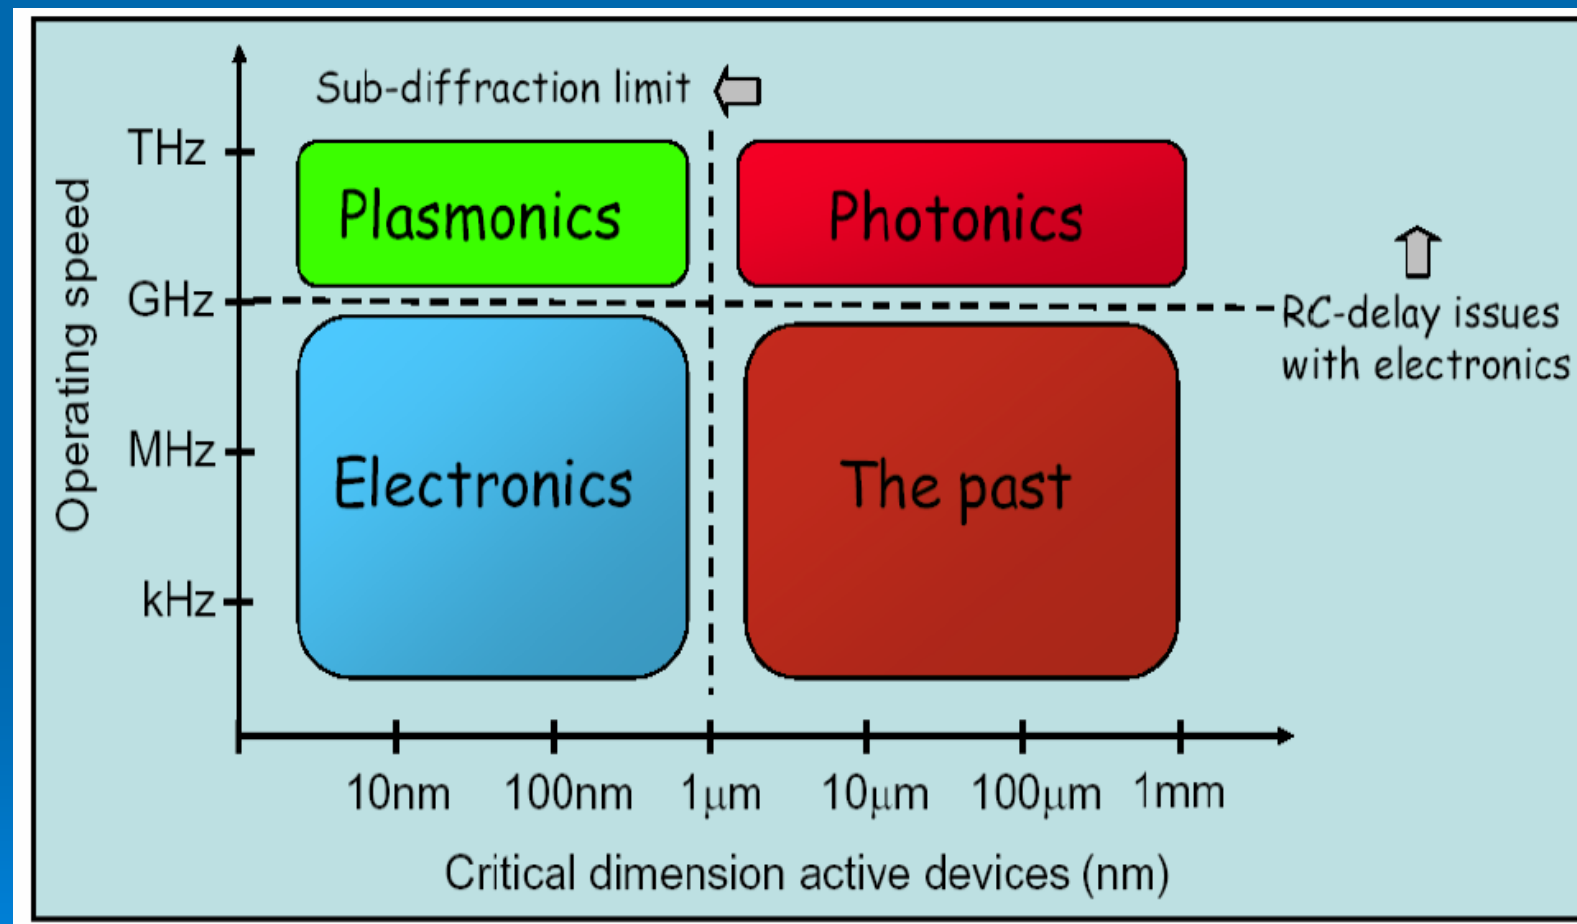 Sub-diffraction limit
THz
Plasmonics
Photonics
GHz
RC-delay issues
with electronics
Operating speed
MHz
Electronics
The past
kHz
10nm 100nm 1μm 10μm 100μm 1mm
Critical dimension active devices (nm)